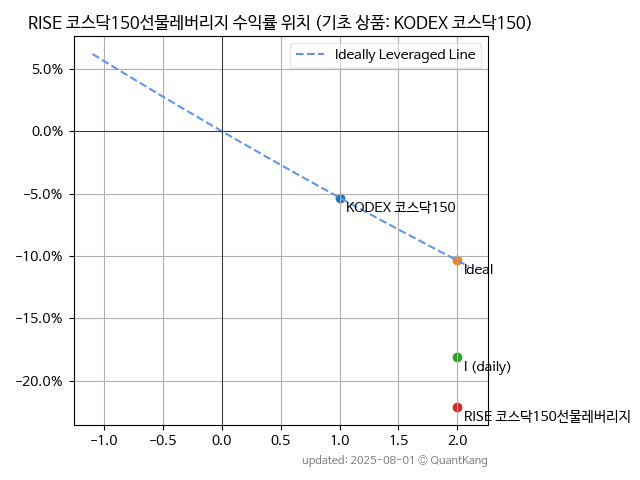 RISE 코스닥150선물레버리지 수익률 위치 (기초 상품: KODEX 코스닥150)
Ideally Leveraged Line
5.0%
0.0%
−5.0%
−10.0%
−15.0%
−20.0%
KODEX 코스닥150
Ideal
I (daily)
RISE 코스닥150선물레버리지
−1.0
−0.5
0.0
0.5
1.0
1.5
2.0
updated: 2025-08-01 © QuantKang